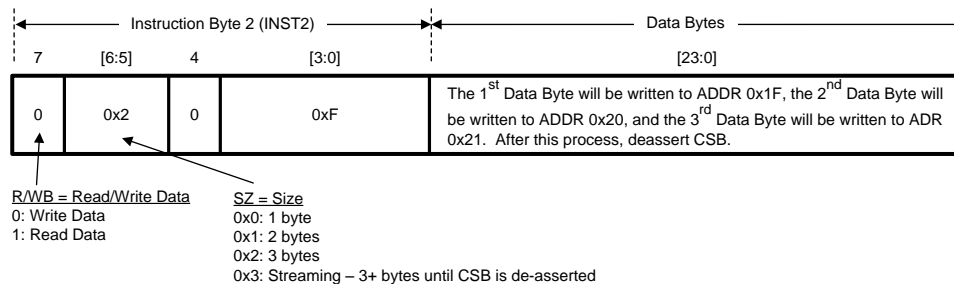 Instruction Byte 2 (INST2) Data Bytes
7 [6:5] 4 [3:0] [23:0]
0 0x2 0 0xF
The 1st Data Byte will be written to ADDR 0x1F, the 2nd Data Byte will
be written to ADDR 0x20, and the 3rd Data Byte will be written to ADR
0x21. After this process, deassert CSB.
R/WB = Read/Write Data
0: Write Data
1: Read Data
SZ = Size
0x0: 1 byte
0x1: 2 bytes
0x2: 3 bytes
0x3: Streaming – 3+ bytes until CSB is de-asserted